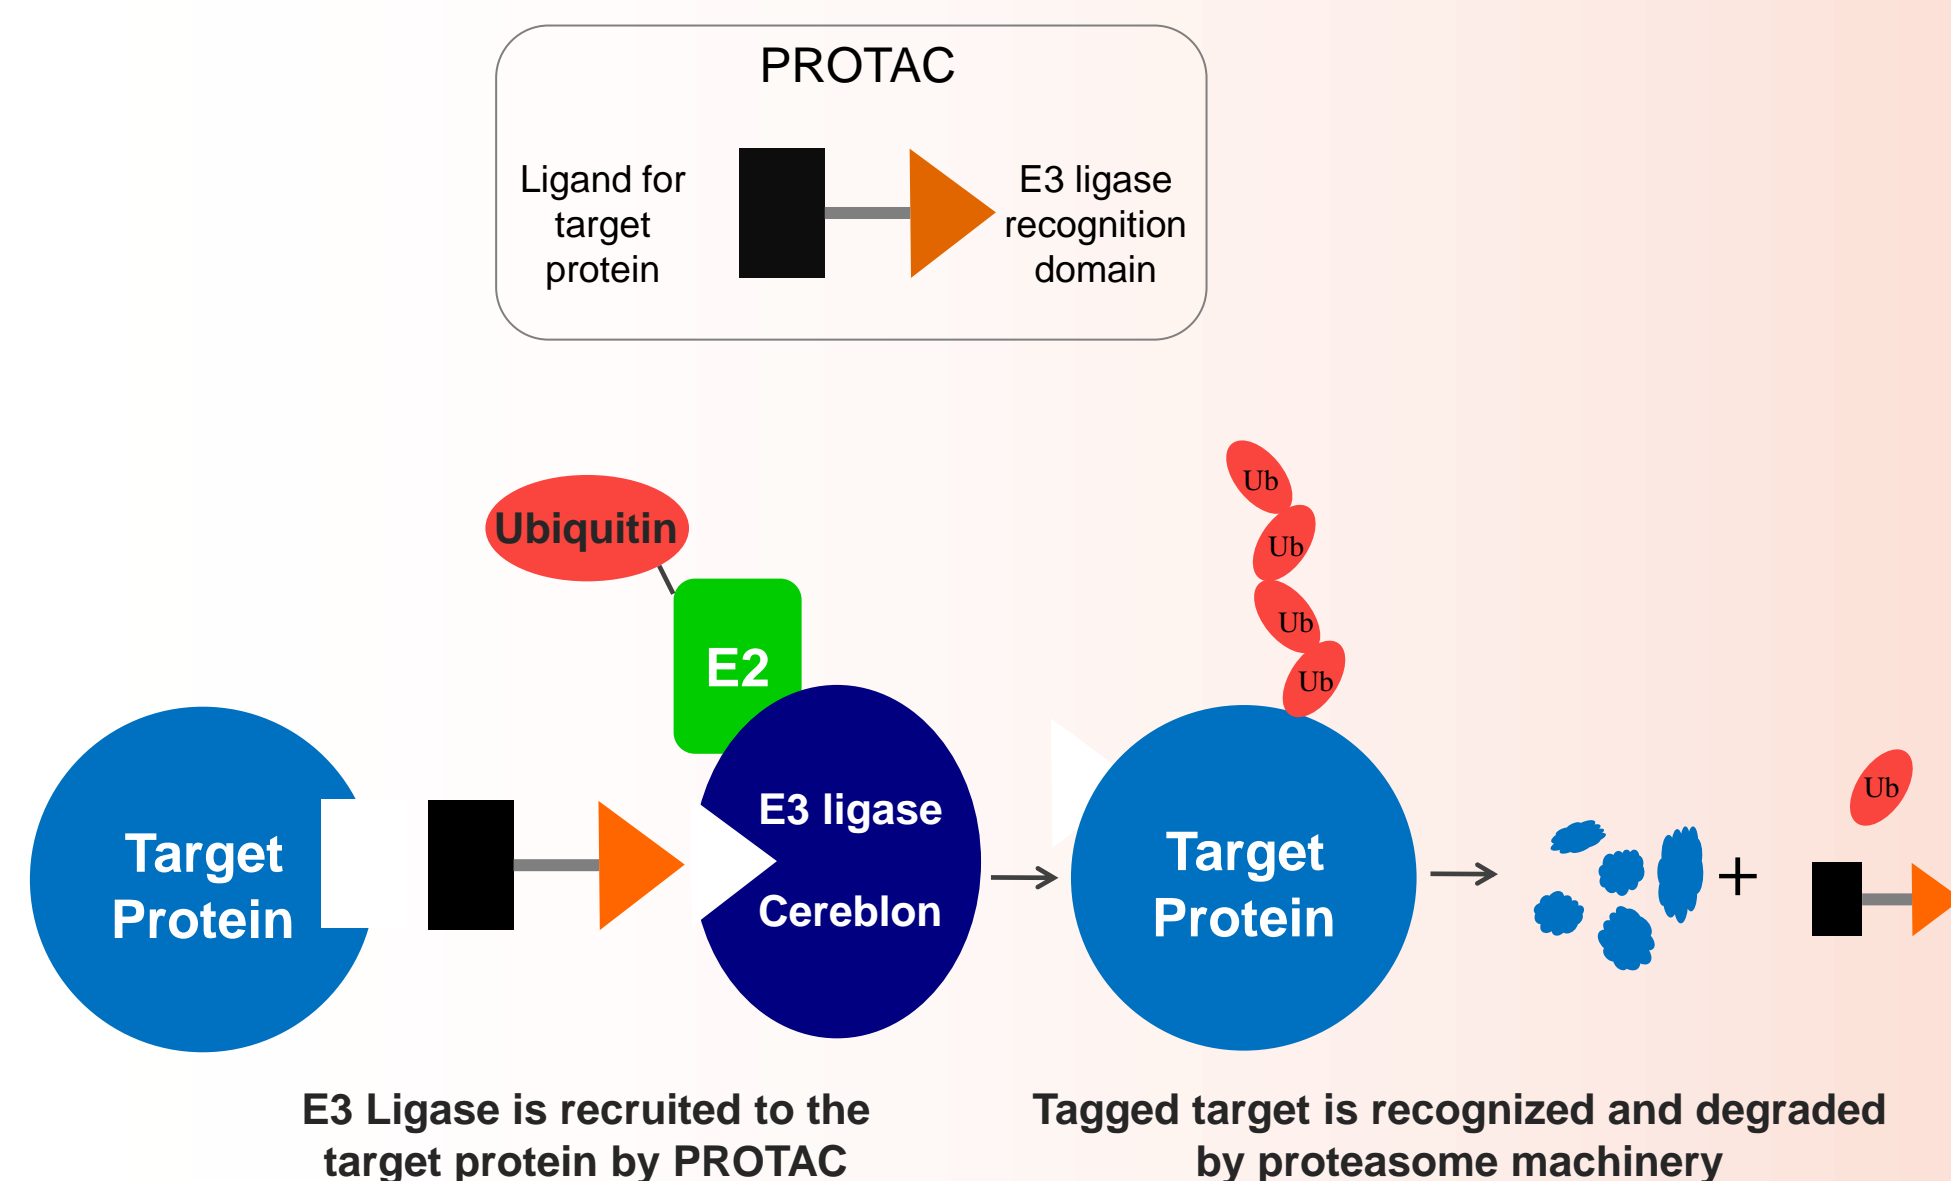 PROTAC
Ligand for
target
protein
E3 ligase
recognition
domain
Ubiquitin
E2
Target
Protein
E3 ligase
Cereblon
Ub
Ub
Ub
Ub
Target
Protein
+
Ub
E3 Ligase is recruited to the
target protein by PROTAC
Tagged target is recognized and degraded
by proteasome machinery